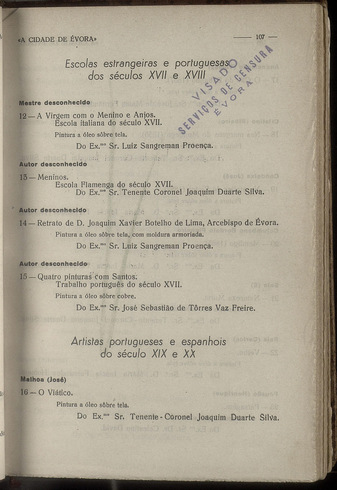 «A CIDADE DE ÉVORA»
107
Escolas estrangeiras e portuguesas
dos séculos XVII e XVIII
VISADO
SERVIÇOS DE CENSURA
ÉVORA
Mestre desconhecido
12 — A Virgem com o Menino e Anjos.
Escola italiana do século XVII.
Pintura a óleo sôbre tela.
Do Ex.mo Sr. Luiz Sangreman Proença.
Autor desconhecido
13 — Meninos.
Escola Flamenga do século XVII.
Do Ex.mo Sr. Tenente Coronel Joaquim Duarte Silva.
Autor desconhecido
14 — Retrato de D. Joaquim Xavier Botelho de Lima, Arcebispo de Évora.
Pintura a óleo sôbre tela, com moldura armoriada.
Do Ex.mo Sr. Luiz Sangreman Proença.
Autor desconhecido
15 — Quatro pinturas com Santos.
Trabalho português do século XVII.
Pintura a óleo sôbre cobre.
Do Ex.mo Sr. José Sebastião de Tôrres Vaz Freire.
Artistas portugueses e espanhois
do século XIX e XX
Malhoa (José)
16 — O Viático.
Pintura a óleo sôbre tela.
Do Ex.mo Sr. Tenente-Coronel Joaquim Duarte Silva.